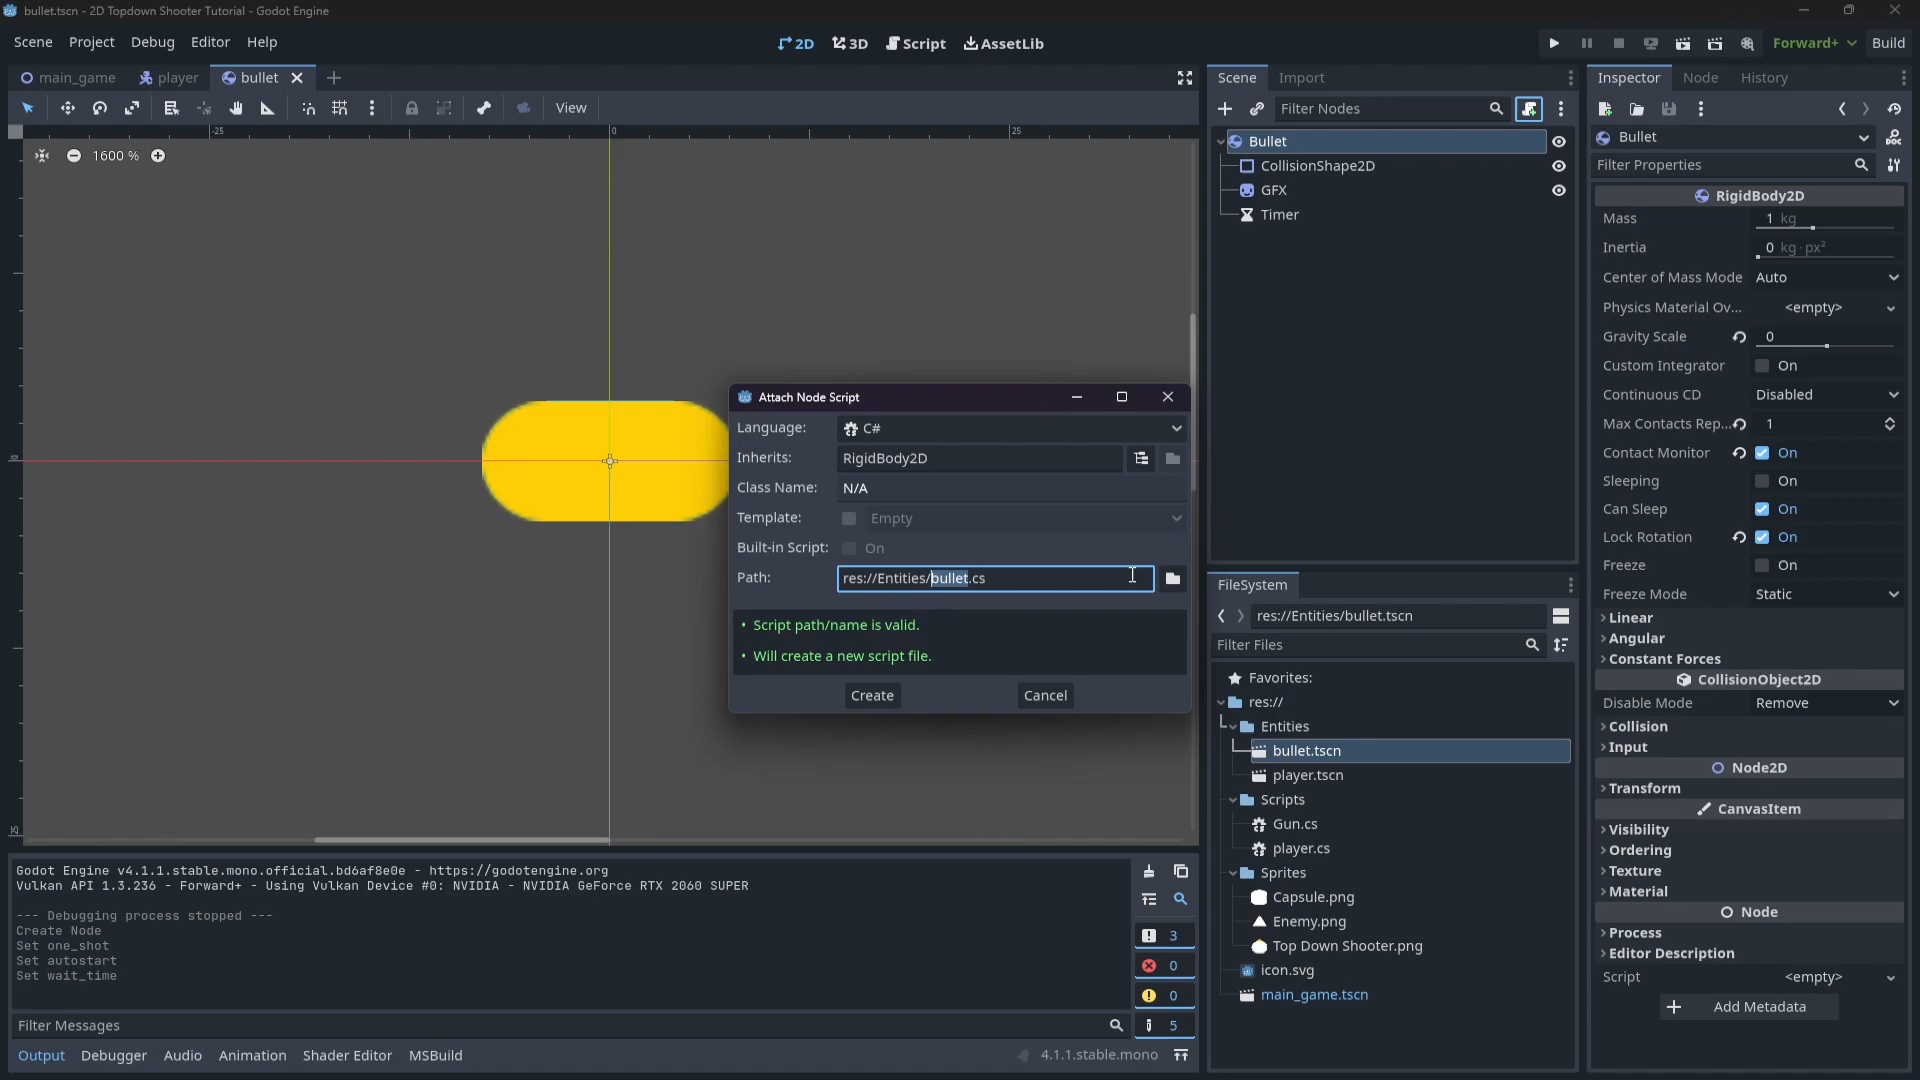 bullet.tscn - 2D Topdown Shooter Tutorial - Godot Engine
Scene Project Debug Editor Help
2D 3D Script AssetLib
Forward+ Build
main_game player bullet
View
-25 0 25
1600 %
0
25
Attach Node Script
Language: C#
Inherits: RigidBody2D
Class Name: N/A
Template: Empty
Built-in Script: On
Path: res://Entities/bullet.cs
• Script path/name is valid.
• Will create a new script file.
Create Cancel
Godot Engine v4.1.1.stable.mono.official.bd6af8e0e - https://godotengine.org
Vulkan API 1.3.236 - Forward+ - Using Vulkan Device #0: NVIDIA - NVIDIA GeForce RTX 2060 SUPER
--- Debugging process stopped ---
Create Node
Set one_shot
Set autostart
Set wait_time
3
0
0
5
Filter Messages
Output Debugger Audio Animation Shader Editor MSBuild
4.1.1.stable.mono
Scene Import
Filter Nodes
Bullet
CollisionShape2D
GFX
Timer
FileSystem
res://Entities/bullet.tscn
Filter Files
Favorites:
res://
Entities
bullet.tscn
player.tscn
Scripts
Gun.cs
player.cs
Sprites
Capsule.png
Enemy.png
Top Down Shooter.png
icon.svg
main_game.tscn
Inspector Node History
Bullet
DOC
Filter Properties
RigidBody2D
Mass 1 kg
Inertia 0 kg·px²
Center of Mass Mode Auto
Physics Material Ov... <empty>
Gravity Scale 0
Custom Integrator On
Continuous CD Disabled
Max Contacts Rep... 1
Contact Monitor On
Sleeping On
Can Sleep On
Lock Rotation On
Freeze On
Freeze Mode Static
Linear
Angular
Constant Forces
CollisionObject2D
Disable Mode Remove
Collision
Input
Node2D
Transform
CanvasItem
Visibility
Ordering
Texture
Material
Node
Process
Editor Description
Script <empty>
Add Metadata